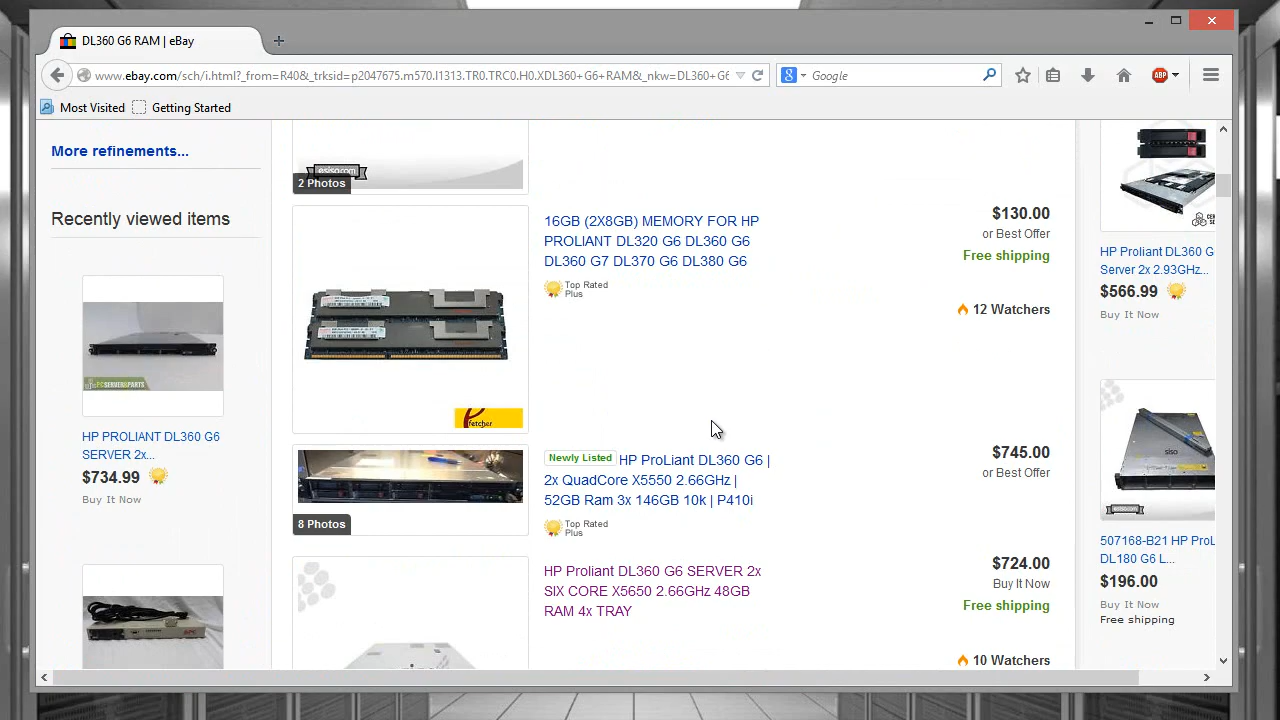 DL360 G6 RAM | eBay
www.ebay.com/sch/i.html?_from=R40&_trksid=p2047675.m570.l1313.TR0.TRC0.H0.XDL360+G6+RAM&_nkw=DL360+G6
Google
ABP
Most Visited
Getting Started
More refinements...
Recently viewed items
HP PROLIANT DL360 G6
SERVER 2x...
$734.99
Buy It Now
2 Photos
16GB (2X8GB) MEMORY FOR HP
PROLIANT DL320 G6 DL360 G6
DL360 G7 DL370 G6 DL380 G6
Top Rated
Plus
$130.00
or Best Offer
Free shipping
12 Watchers
fetcher
8 Photos
Newly Listed HP ProLiant DL360 G6 |
2x QuadCore X5550 2.66GHz |
52GB Ram 3x 146GB 10k | P410i
Top Rated
Plus
$745.00
or Best Offer
HP Proliant DL360 G6 SERVER 2x
SIX CORE X5650 2.66GHz 48GB
RAM 4x TRAY
$724.00
Buy It Now
Free shipping
10 Watchers
HP Proliant DL360 G
Server 2x 2.93GHz...
$566.99
Buy It Now
507168-B21 HP ProL
DL180 G6 L...
$196.00
Buy It Now
Free shipping